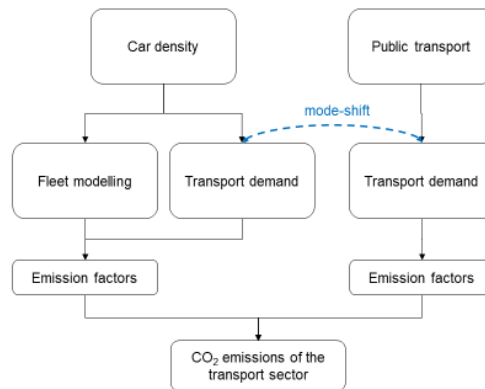 Car density
Public transport
mode-shift
Fleet modelling
Transport demand
Transport demand
Emission factors
Emission factors
CO₂ emissions of the
transport sector